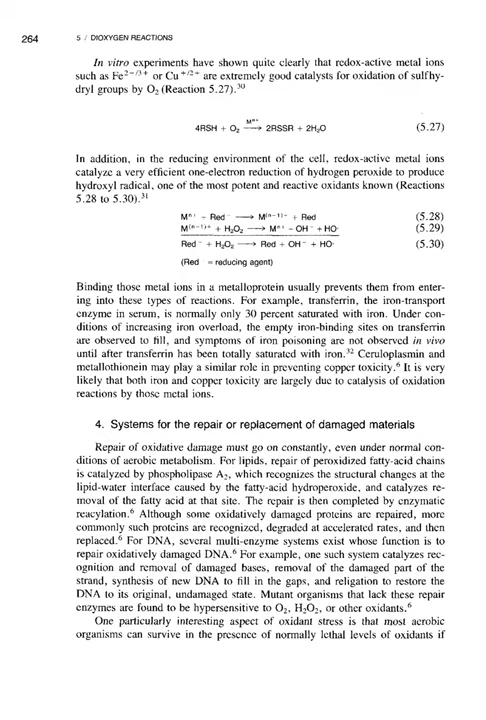 264
5 / DIOXYGEN REACTIONS
In vitro experiments have shown quite clearly that redox-active metal ions
such as Fe²⁺/³⁺ or Cu⁺/²⁺ are extremely good catalysts for oxidation of sulfhy-
dryl groups by O₂ (Reaction 5.27).³⁰
Mⁿ⁺
4RSH + O₂ ⟶ 2RSSR + 2H₂O (5.27)
In addition, in the reducing environment of the cell, redox-active metal ions
catalyze a very efficient one-electron reduction of hydrogen peroxide to produce
hydroxyl radical, one of the most potent and reactive oxidants known (Reactions
5.28 to 5.30).³¹
Mⁿ⁺ + Red⁻ ⟶ M⁽ⁿ⁻¹⁾⁺ + Red (5.28)
M⁽ⁿ⁻¹⁾⁺ + H₂O₂ ⟶ Mⁿ⁺ + OH⁻ + HO· (5.29)
Red⁻ + H₂O₂ ⟶ Red + OH⁻ + HO· (5.30)
(Red = reducing agent)
Binding those metal ions in a metalloprotein usually prevents them from enter-
ing into these types of reactions. For example, transferrin, the iron-transport
enzyme in serum, is normally only 30 percent saturated with iron. Under con-
ditions of increasing iron overload, the empty iron-binding sites on transferrin
are observed to fill, and symptoms of iron poisoning are not observed in vivo
until after transferrin has been totally saturated with iron.³² Ceruloplasmin and
metallothionein may play a similar role in preventing copper toxicity.⁶ It is very
likely that both iron and copper toxicity are largely due to catalysis of oxidation
reactions by those metal ions.
4. Systems for the repair or replacement of damaged materials
Repair of oxidative damage must go on constantly, even under normal con-
ditions of aerobic metabolism. For lipids, repair of peroxidized fatty-acid chains
is catalyzed by phospholipase A₂, which recognizes the structural changes at the
lipid-water interface caused by the fatty-acid hydroperoxide, and catalyzes re-
moval of the fatty acid at that site. The repair is then completed by enzymatic
reacylation.⁶ Although some oxidatively damaged proteins are repaired, more
commonly such proteins are recognized, degraded at accelerated rates, and then
replaced.⁶ For DNA, several multi-enzyme systems exist whose function is to
repair oxidatively damaged DNA.⁶ For example, one such system catalyzes rec-
ognition and removal of damaged bases, removal of the damaged part of the
strand, synthesis of new DNA to fill in the gaps, and religation to restore the
DNA to its original, undamaged state. Mutant organisms that lack these repair
enzymes are found to be hypersensitive to O₂, H₂O₂, or other oxidants.⁶
One particularly interesting aspect of oxidant stress is that most aerobic
organisms can survive in the presence of normally lethal levels of oxidants if